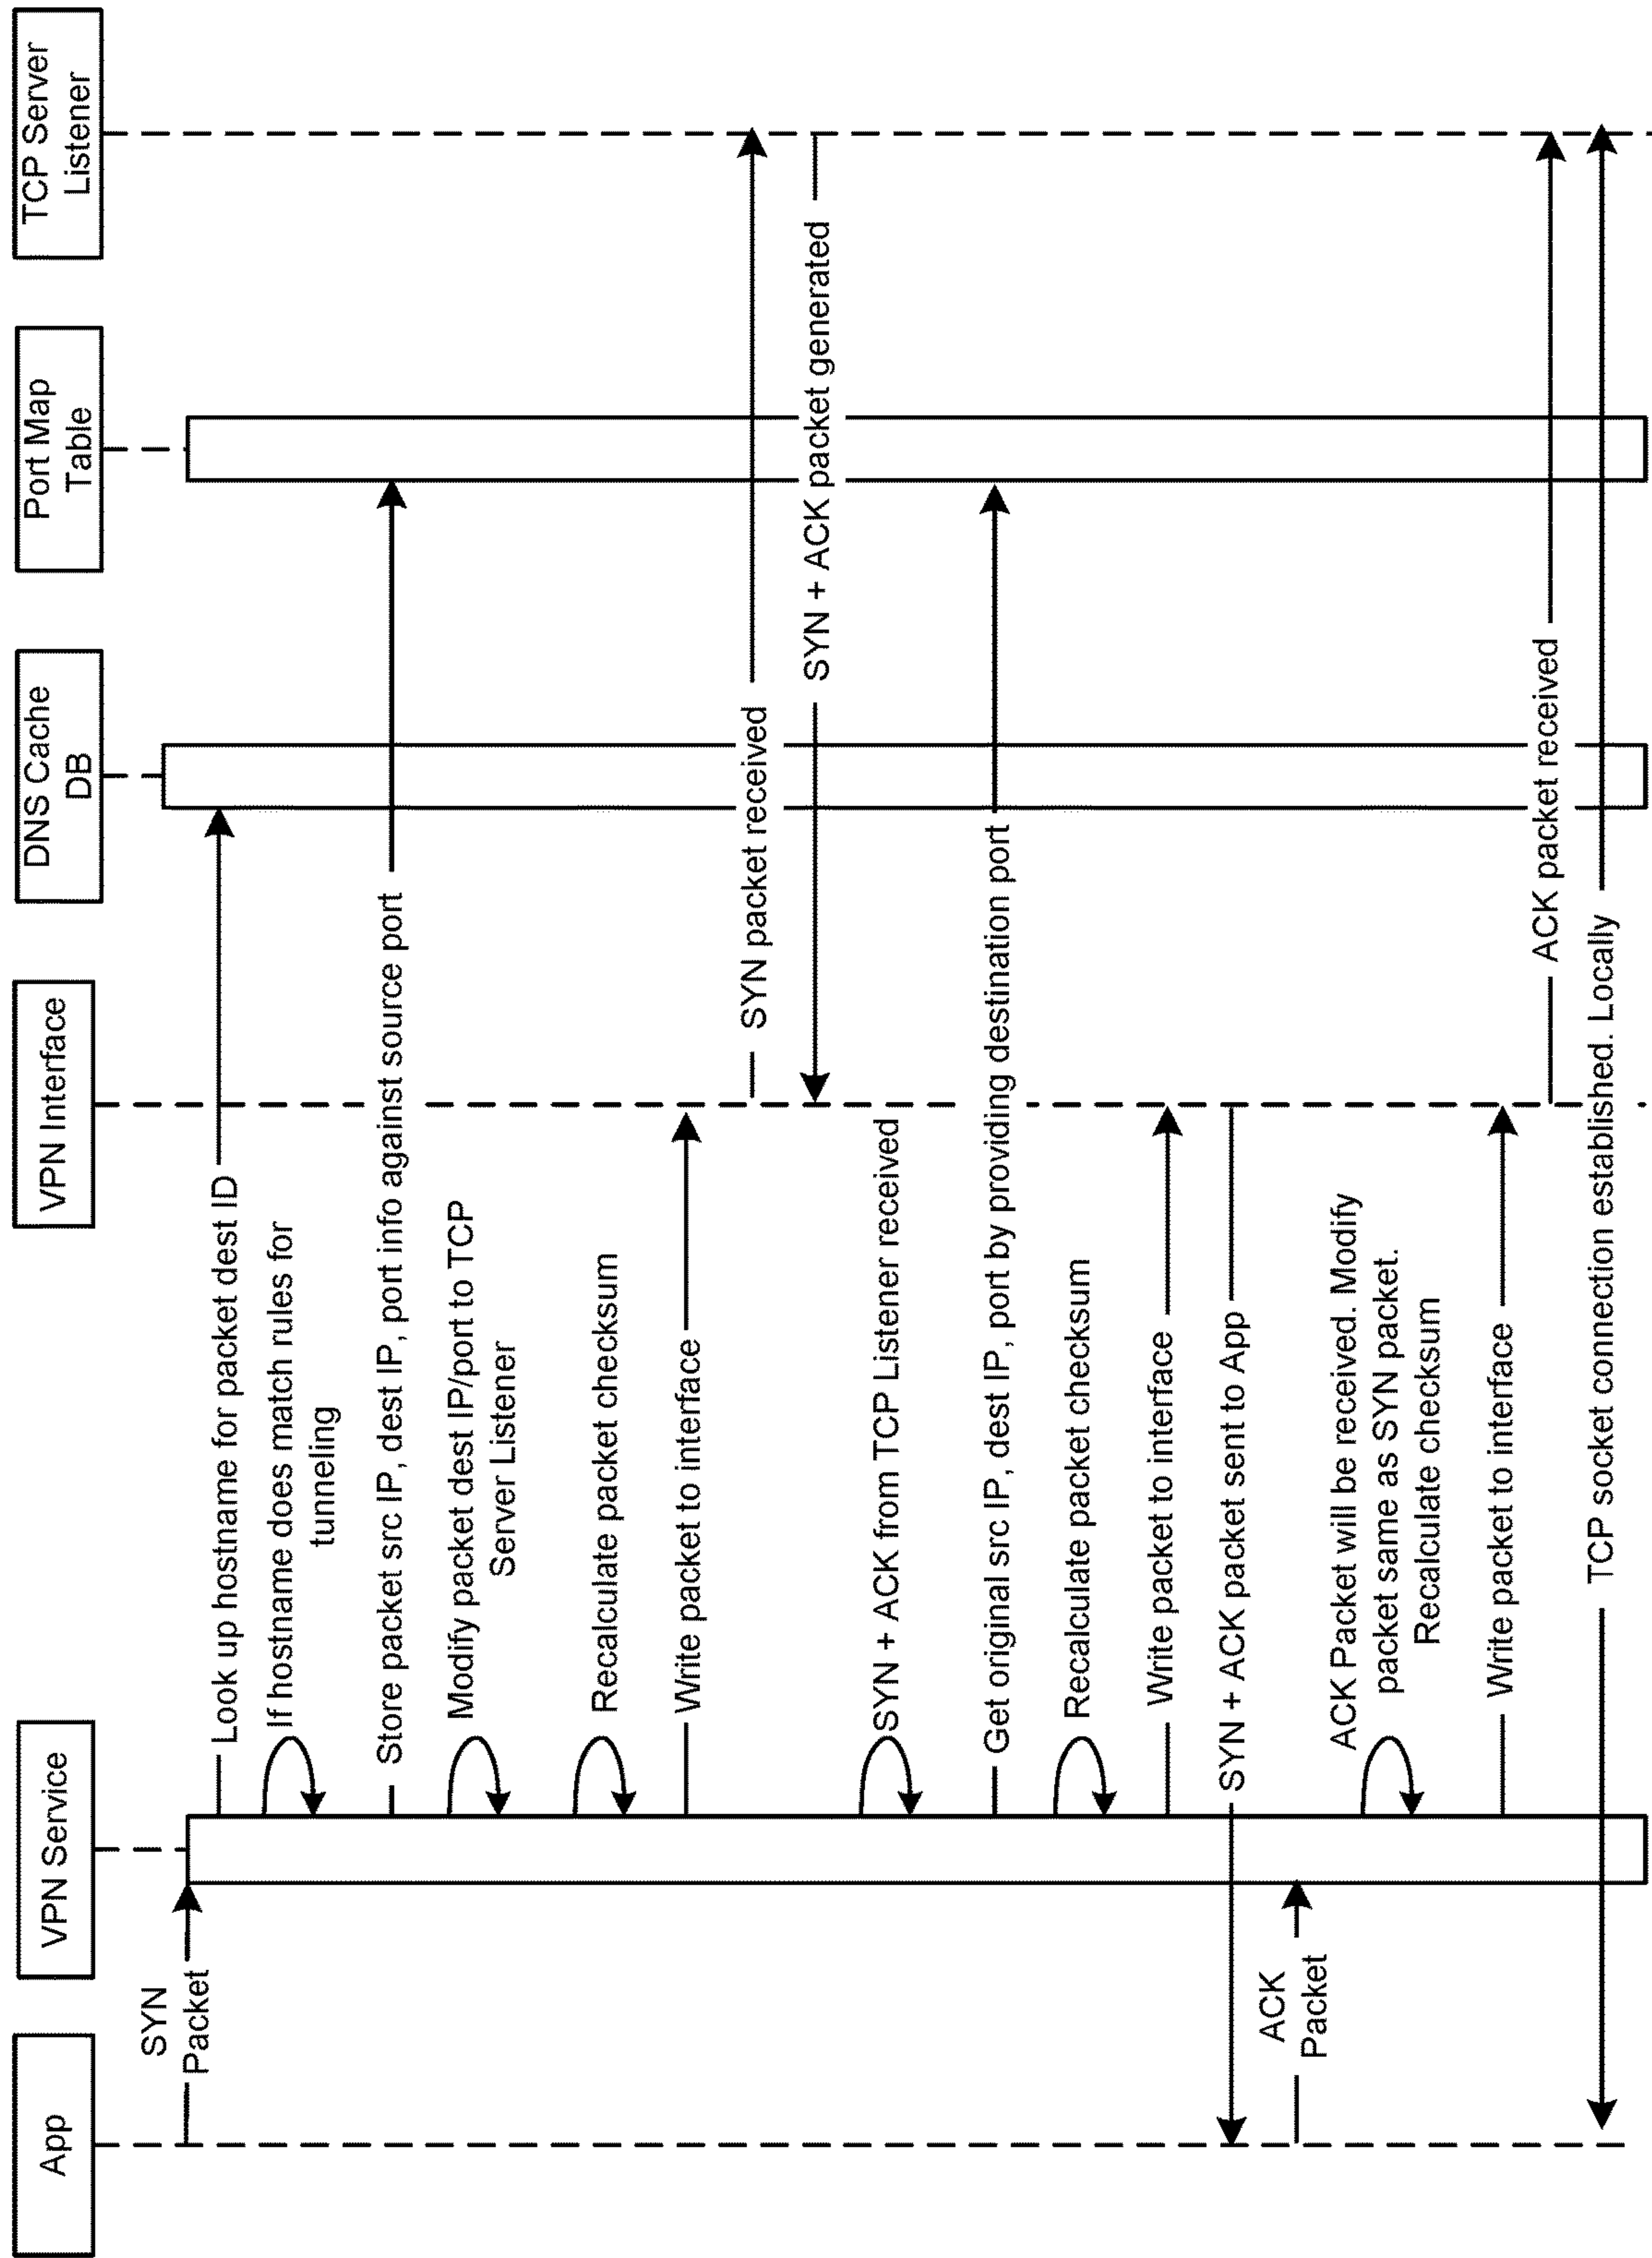 App
VPN Service
VPN Interface
DNS Cache
DB
Port Map
Table
TCP Server
Listener
SYN
Packet
Look up hostname for packet dest ID
If hostname does match rules for
tunneling
Store packet src IP, dest IP, port info against source port
Modify packet dest IP/port to TCP
Server Listener
Recalculate packet checksum
Write packet to interface
SYN packet received
SYN + ACK packet generated
SYN + ACK from TCP Listener received
Get original src IP, dest IP, port by providing destination port
Recalculate packet checksum
Write packet to interface
SYN + ACK packet sent to App
ACK
Packet
ACK Packet will be received. Modify
packet same as SYN packet.
Recalculate checksum
Write packet to interface
ACK packet received
TCP socket connection established. Locally